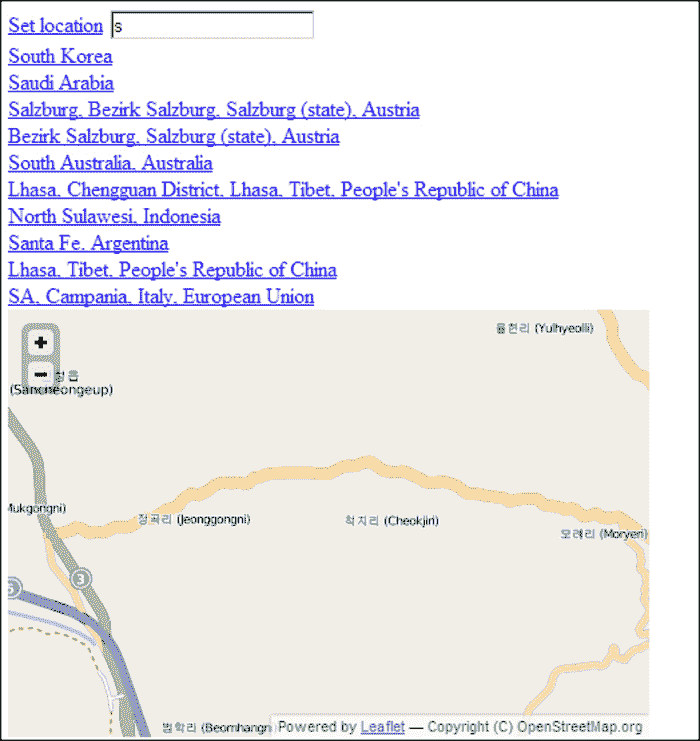 Set location s
South Korea
Saudi Arabia
Salzburg, Bezirk Salzburg, Salzburg (state), Austria
Bezirk Salzburg, Salzburg (state), Austria
South Australia, Australia
Lhasa, Chengguan District, Lhasa, Tibet, People's Republic of China
North Sulawesi, Indonesia
Santa Fe, Argentina
Lhasa, Tibet, People's Republic of China
SA, Campania, Italy, European Union
율현리 (Yulhyeolli)
+
−
(Sancheongeup)
Mukgongni)
정곡리 (Jeonggongni) 척지리 (Cheokjiri)
모례리 (Moryeri)
3
5
범학리 (Beomhangn
Powered by Leaflet — Copyright (C) OpenStreetMap.org